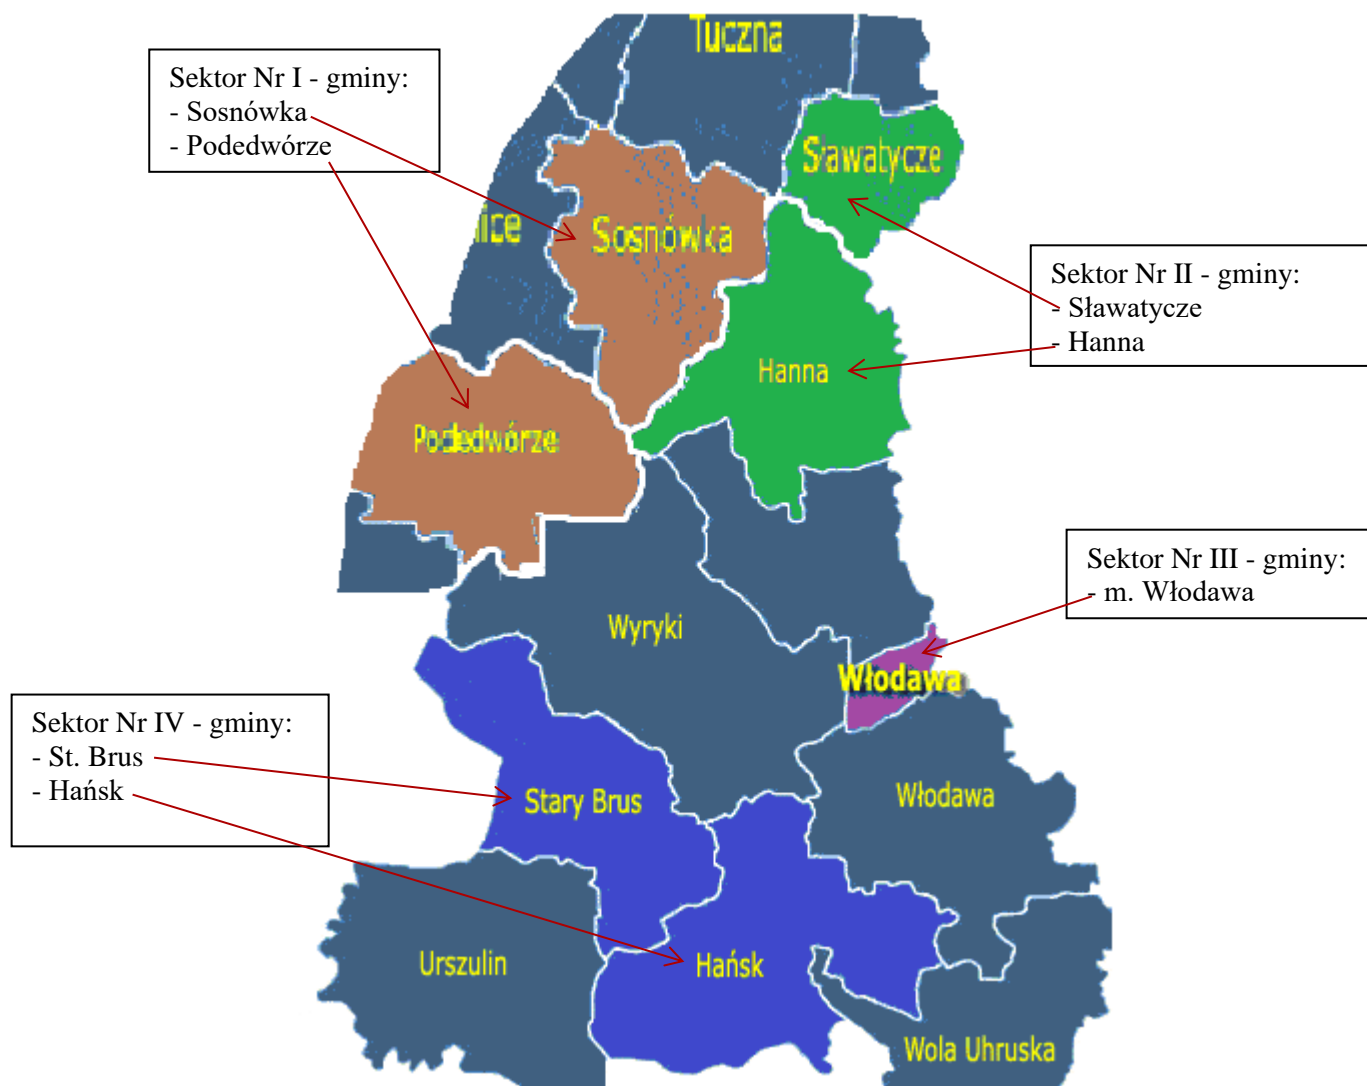 Tuczna
Sektor Nr I - gminy:
- Sosnówka
- Podedwórze
Sławatycze
nice
Sosnówka
Sektor Nr II - gminy:
- Sławatycze
- Hanna
Hanna
Podedwórze
Sektor Nr III - gminy:
- m. Włodawa
Wyryki
Włodawa
Sektor Nr IV - gminy:
- St. Brus
- Hańsk
Stary Brus
Włodawa
Urszulin
Hańsk
Wola Uhruska